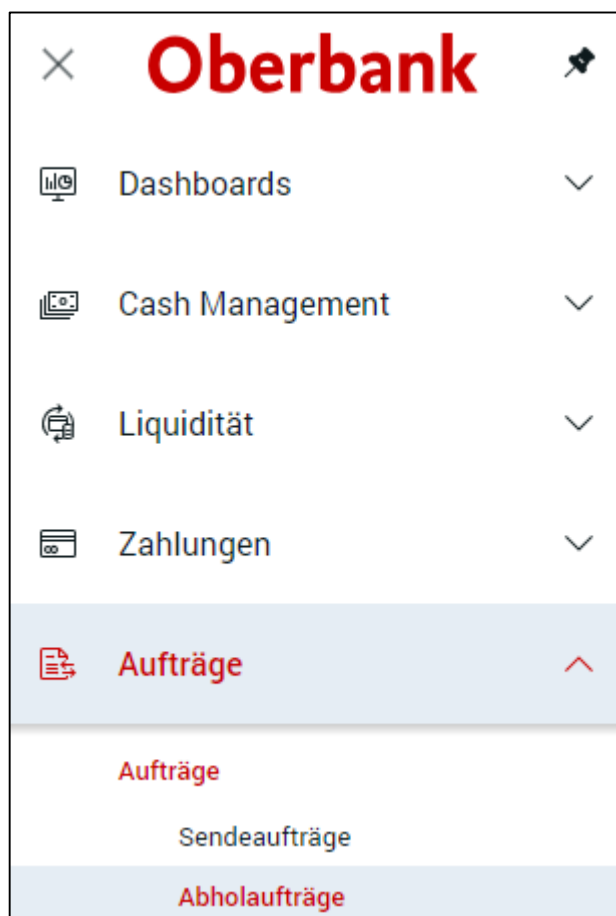 Oberbank
Dashboards
Cash Management
Liquidität
Zahlungen
Aufträge
Aufträge
Sendeaufträge
Abholaufträge